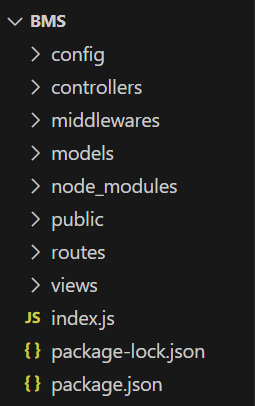 BMS
config
controllers
middlewares
models
node_modules
public
routes
views
JS index.js
{ } package-lock.json
{ } package.json